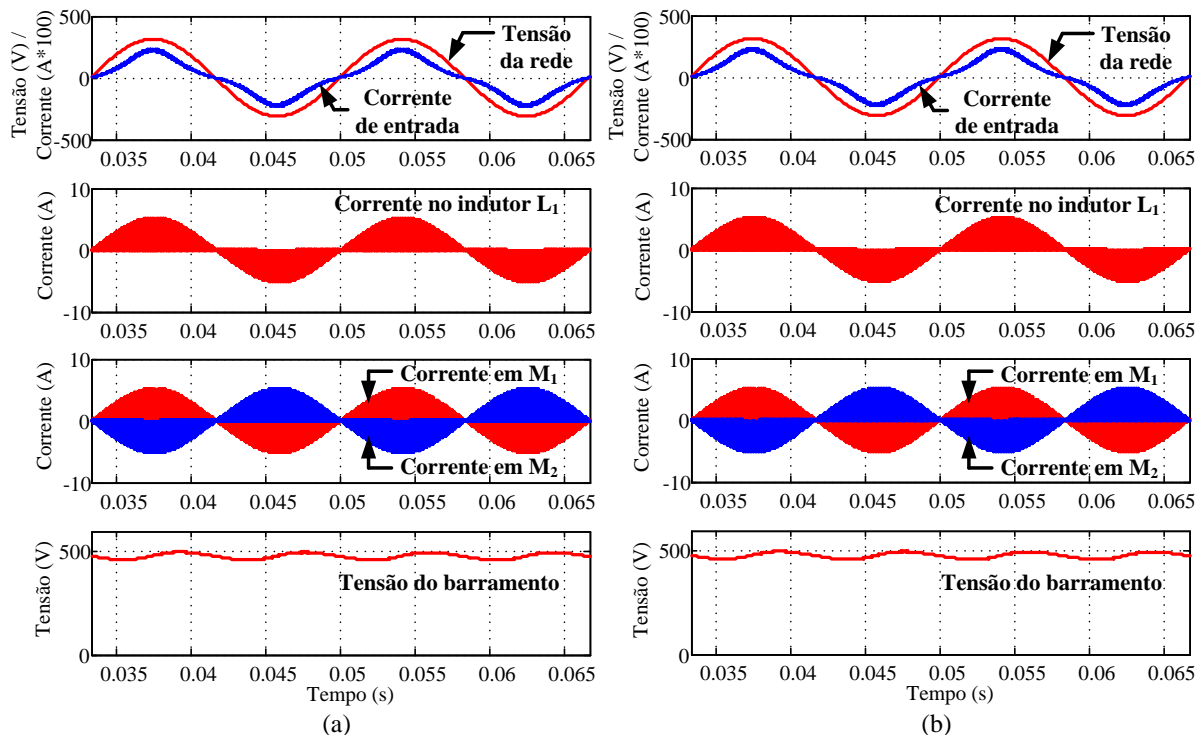 Tensão (V) /
Corrente (A*100)
500
0
-500
Tensão
da rede
Corrente
de entrada
0.035 0.04 0.045 0.05 0.055 0.06 0.065
Corrente (A)
10
0
-10
Corrente no indutor L₁
0.035 0.04 0.045 0.05 0.055 0.06 0.065
Corrente (A)
10
0
-10
Corrente em M₁
Corrente em M₂
0.035 0.04 0.045 0.05 0.055 0.06 0.065
Tensão (V)
500
0
Tensão do barramento
0.035 0.04 0.045 0.05 0.055 0.06 0.065
Tempo (s)
(a)
Tensão (V) /
Corrente (A*100)
500
0
-500
Tensão
da rede
Corrente
de entrada
0.035 0.04 0.045 0.05 0.055 0.06 0.065
Corrente (A)
10
0
-10
Corrente no indutor L₁
0.035 0.04 0.045 0.05 0.055 0.06 0.065
Corrente (A)
10
0
-10
Corrente em M₁
Corrente em M₂
0.035 0.04 0.045 0.05 0.055 0.06 0.065
Tensão (V)
500
0
Tensão do barramento
0.035 0.04 0.045 0.05 0.055 0.06 0.065
Tempo (s)
(b)